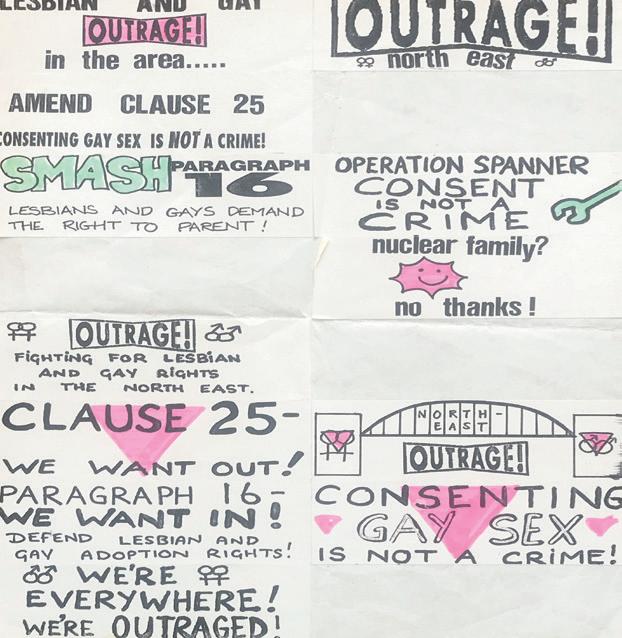 LESBIAN AND GAY
OUTRAGE!
in the area.....
AMEND CLAUSE 25
CONSENTING GAY SEX IS NOT A CRIME!
SMASH PARAGRAPH 16
LESBIANS AND GAYS DEMAND
THE RIGHT TO PARENT!
OUTRAGE!
FIGHTING FOR LESBIAN
AND GAY RIGHTS
IN THE NORTH EAST.
CLAUSE 25-
WE WANT OUT!
PARAGRAPH 16-
WE WANT IN!
DEFEND LESBIAN AND
GAY ADOPTION RIGHTS!
WE'RE
EVERYWHERE!
WE'RE OUTRAGED!
OUTRAGE!
north east
OPERATION SPANNER
CONSENT
IS NOT A
CRIME
nuclear family?
no thanks!
NORTH-
EAST
OUTRAGE!
CONSENTING
GAY SEX
IS NOT A CRIME!